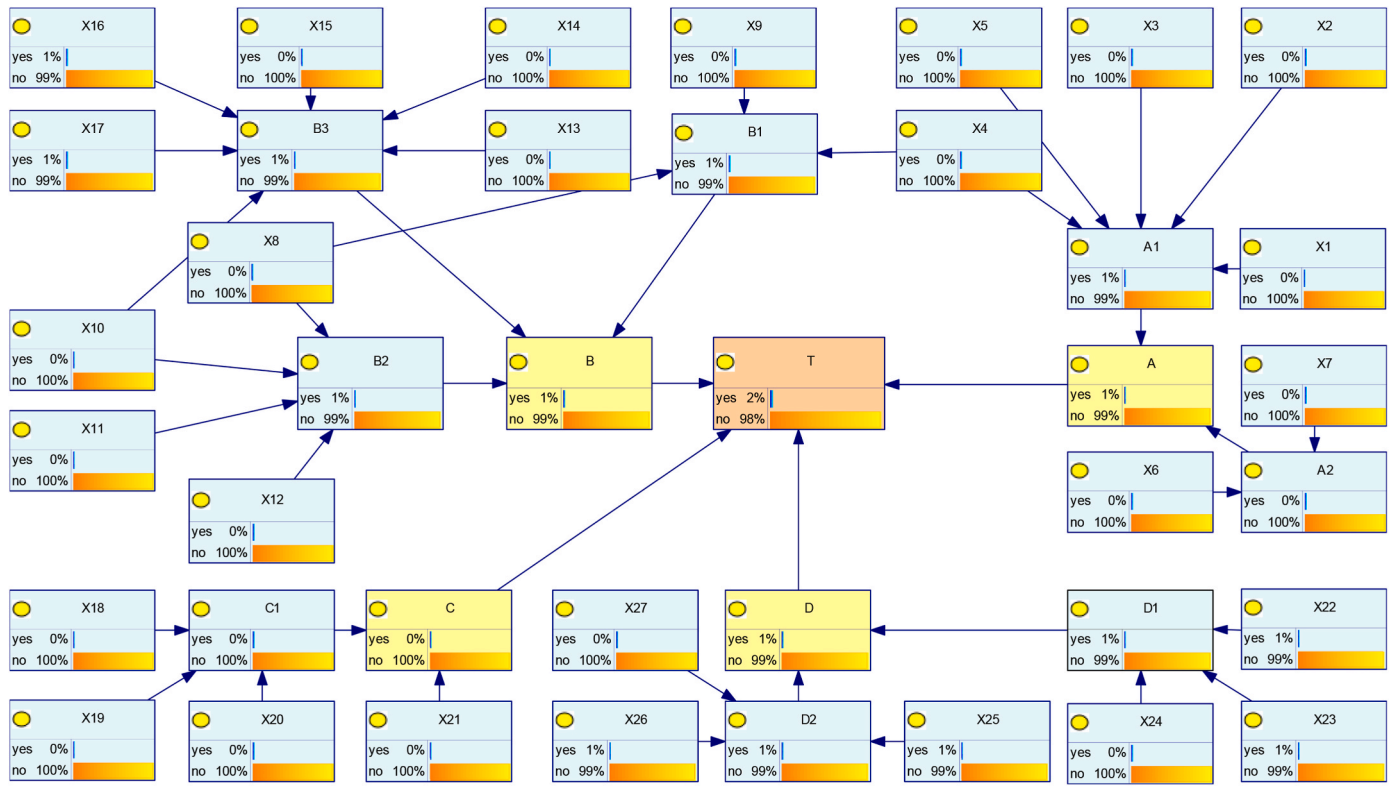 X16
yes 1%
no 99%
X15
yes 0%
no 100%
X14
yes 0%
no 100%
X9
yes 0%
no 100%
X5
yes 0%
no 100%
X3
yes 0%
no 100%
X2
yes 0%
no 100%
X17
yes 1%
no 99%
B3
yes 1%
no 99%
X13
yes 0%
no 100%
B1
yes 1%
no 99%
X4
yes 0%
no 100%
X8
yes 0%
no 100%
A1
yes 1%
no 99%
X1
yes 0%
no 100%
X10
yes 0%
no 100%
B2
yes 1%
no 99%
B
yes 1%
no 99%
T
yes 2%
no 98%
A
yes 1%
no 99%
X7
yes 0%
no 100%
X11
yes 0%
no 100%
X12
yes 0%
no 100%
X6
yes 0%
no 100%
A2
yes 0%
no 100%
X18
yes 0%
no 100%
C1
yes 0%
no 100%
C
yes 0%
no 100%
X27
yes 0%
no 100%
D
yes 1%
no 99%
D1
yes 1%
no 99%
X22
yes 1%
no 99%
X19
yes 0%
no 100%
X20
yes 0%
no 100%
X21
yes 0%
no 100%
X26
yes 1%
no 99%
D2
yes 1%
no 99%
X25
yes 1%
no 99%
X24
yes 0%
no 100%
X23
yes 1%
no 99%